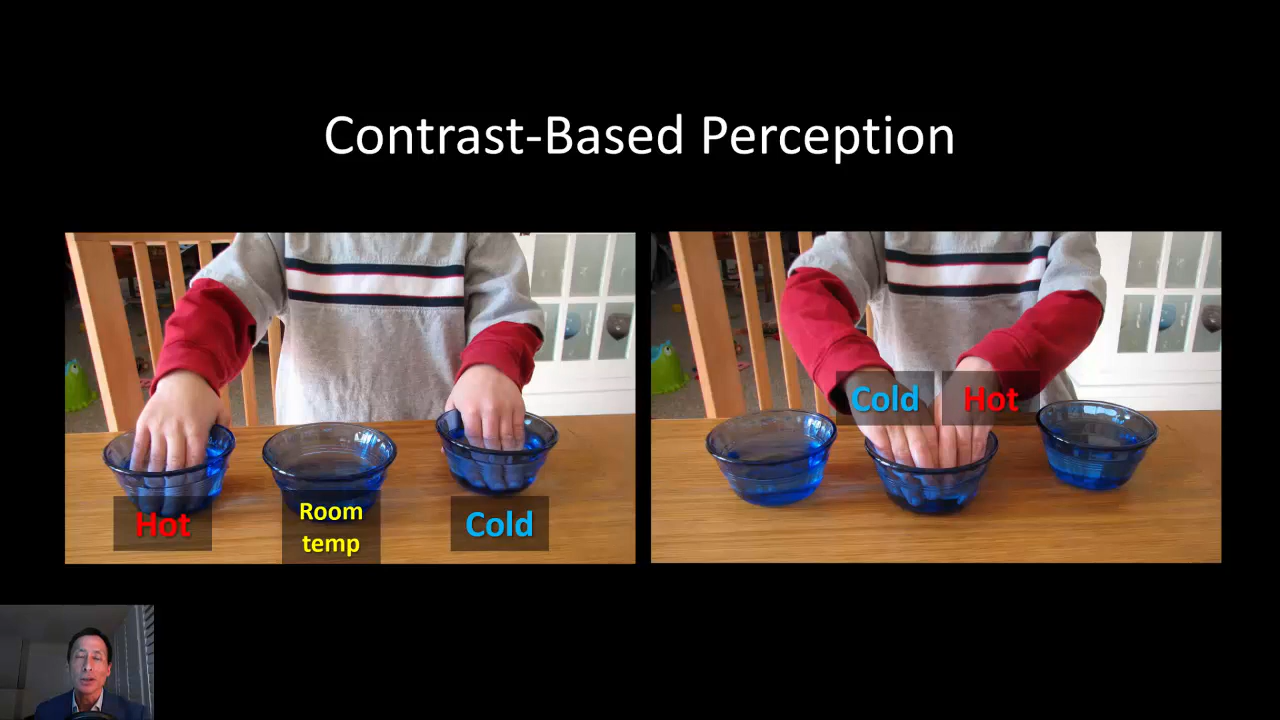 Contrast-Based Perception
Hot
Room
temp
Cold
Cold
Hot